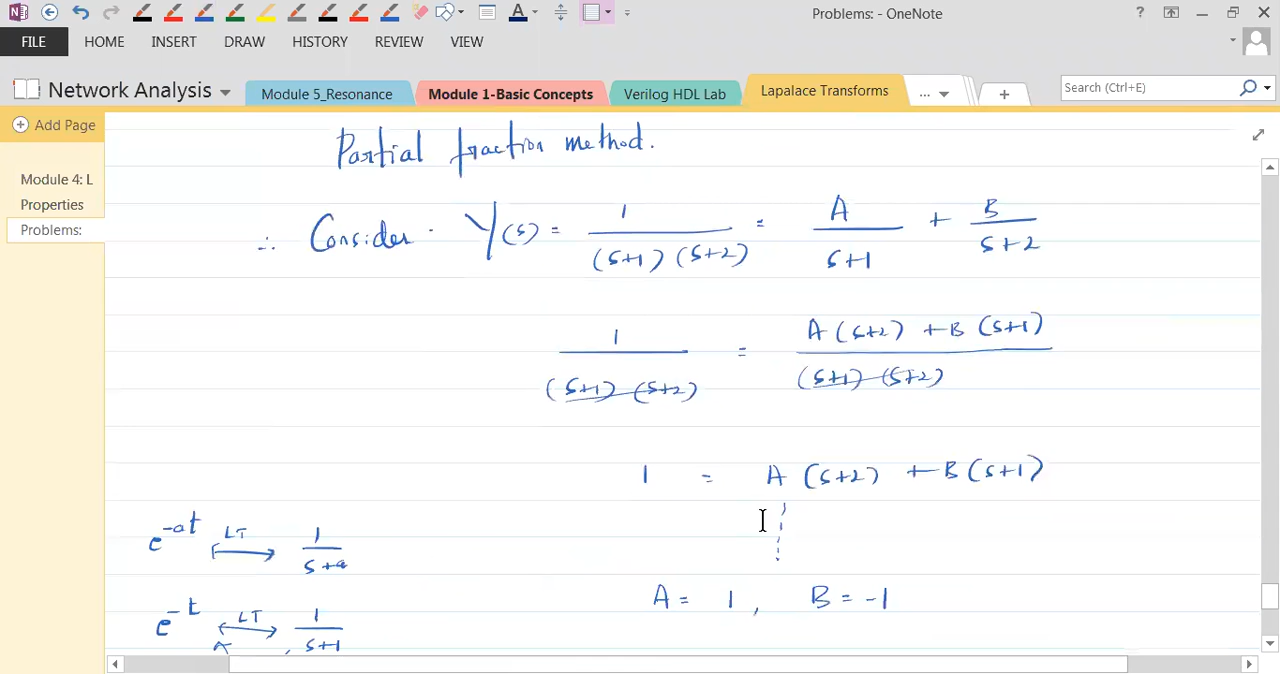 Problems: - OneNote
?
FILE HOME INSERT DRAW HISTORY REVIEW VIEW
Network Analysis
Module 5_Resonance
Module 1-Basic Concepts
Verilog HDL Lab
Lapalace Transforms
...
Search (Ctrl+E)
Add Page
Module 4: L
Properties
Problems:
Partial fraction method.
∴ Consider. Y(s) = 1/((s+1)(s+2)) = A/(s+1) + B/(s+2)
1/((s+1)(s+2)) = (A(s+2) + B(s+1))/((s+1)(s+2))
1 = A(s+2) + B(s+1)
e^-at ⟷ LT 1/(s+a)
A = 1, B = -1
e^-t ⟷ LT 1/(s+1)